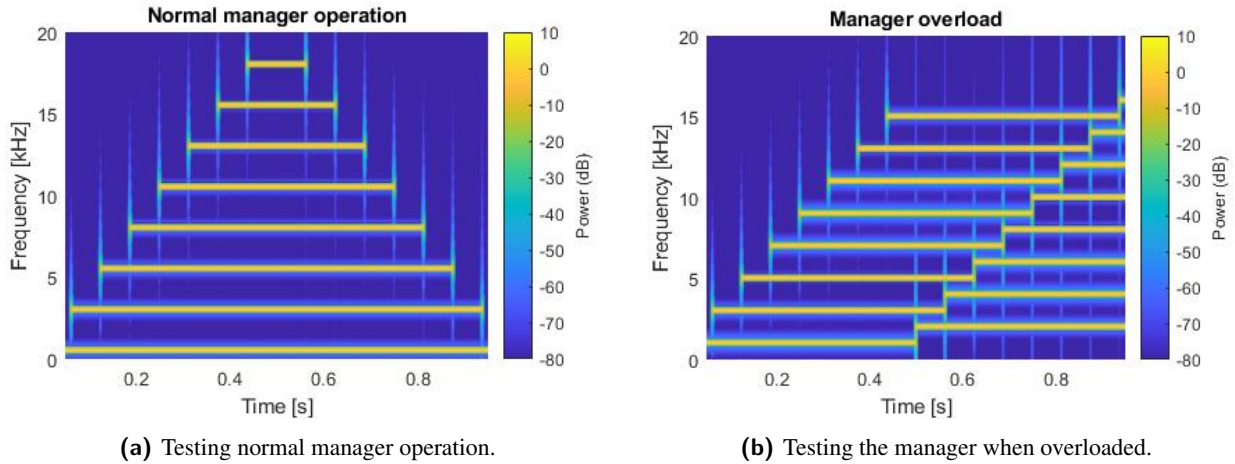 Normal manager operation
20
15
10
5
0
Frequency [kHz]
0.2 0.4 0.6 0.8
Time [s]
10
0
-10
-20
-30
-40
-50
-60
-70
-80
Power (dB)
(a) Testing normal manager operation.
Manager overload
20
15
10
5
0
Frequency [kHz]
0.2 0.4 0.6 0.8
Time [s]
10
0
-10
-20
-30
-40
-50
-60
-70
-80
Power (dB)
(b) Testing the manager when overloaded.